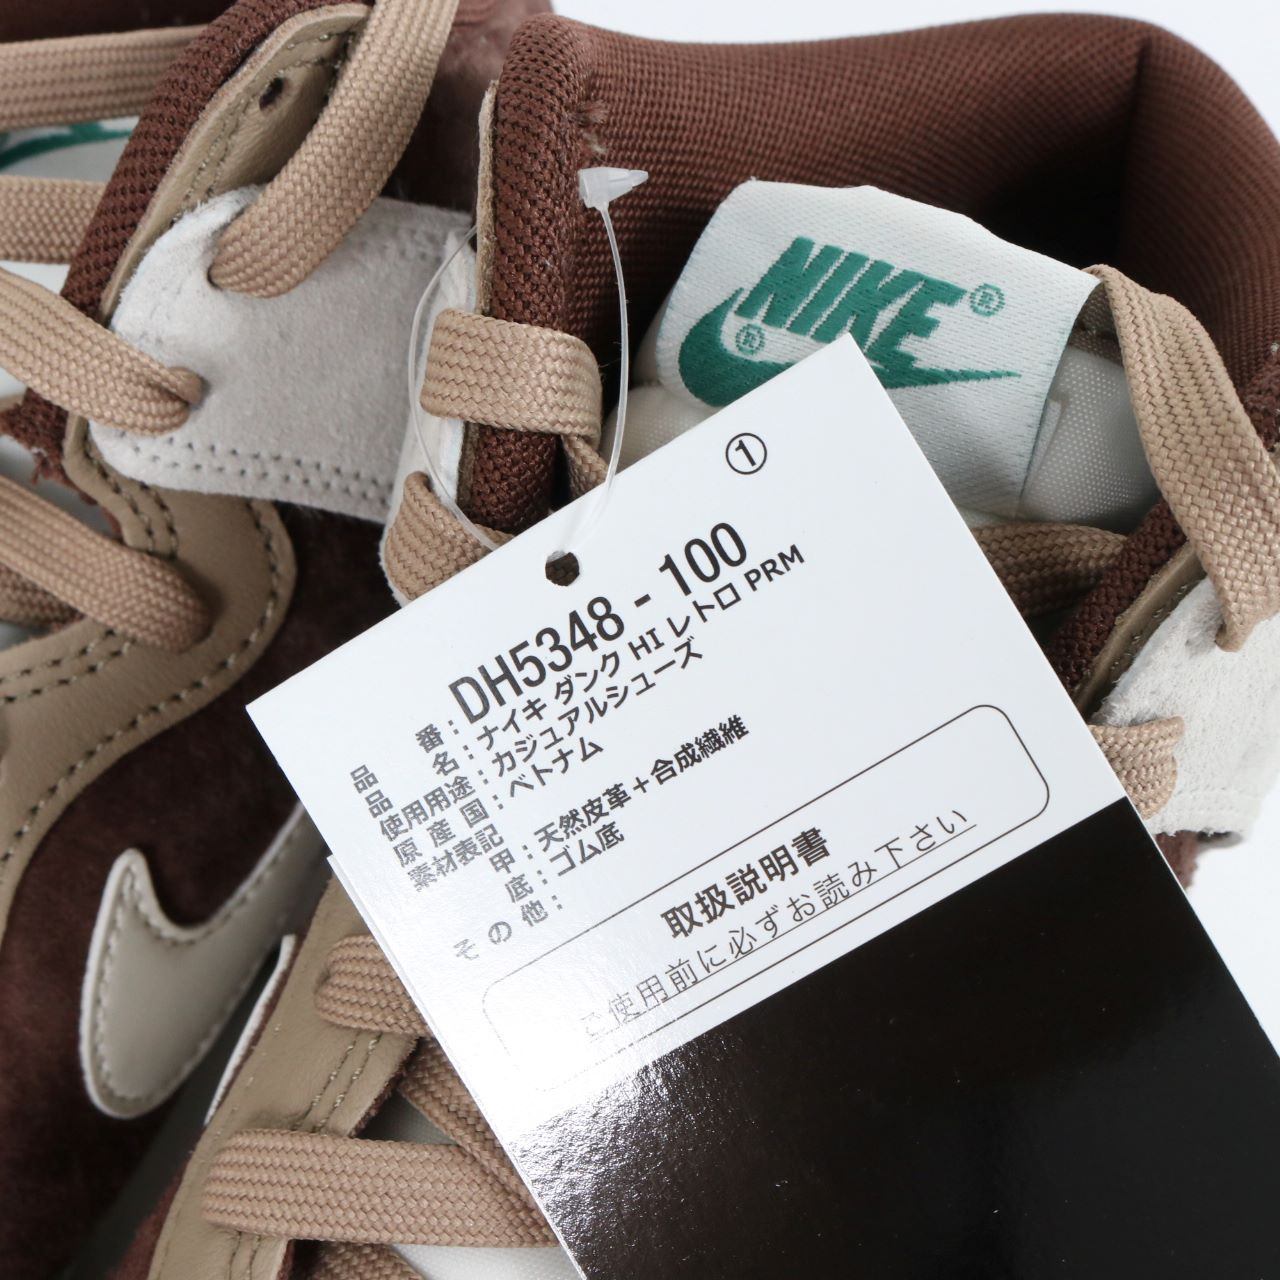 NIKE®
®
①
品番：DH5348 - 100
品名：ナイキ ダンク HI レトロ PRM
使用用途：カジュアルシューズ
原産国：ベトナム
素材表記
甲：天然皮革＋合成繊維
底：ゴム底
その他：
取扱説明書
ご使用前に必ずお読み下さい